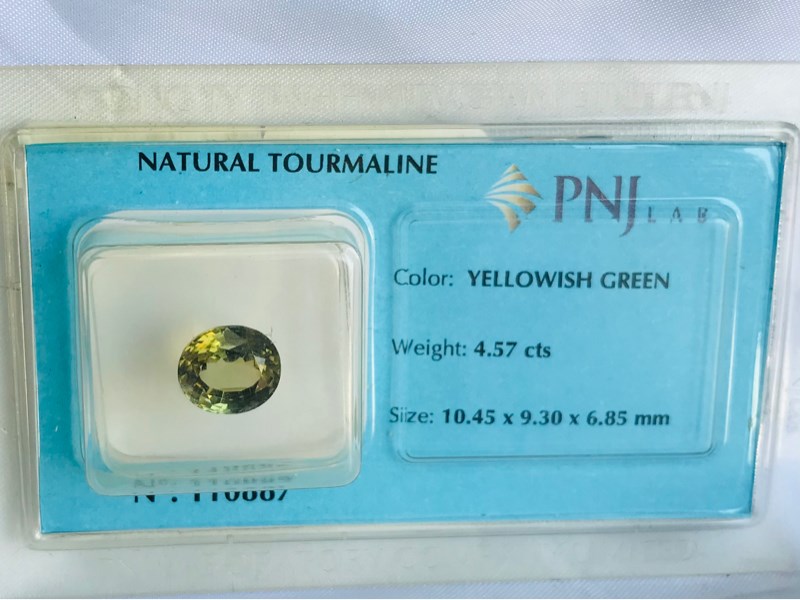 NATURAL TOURMALINE
PNJ LAB
Color: YELLOWISH GREEN
Weight: 4.57 cts
Size: 10.45 x 9.30 x 6.85 mm